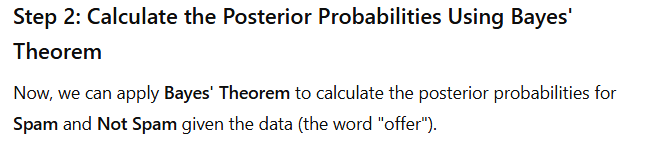 Step 2: Calculate the Posterior Probabilities Using Bayes'
Theorem
Now, we can apply Bayes' Theorem to calculate the posterior probabilities for
Spam and Not Spam given the data (the word "offer").